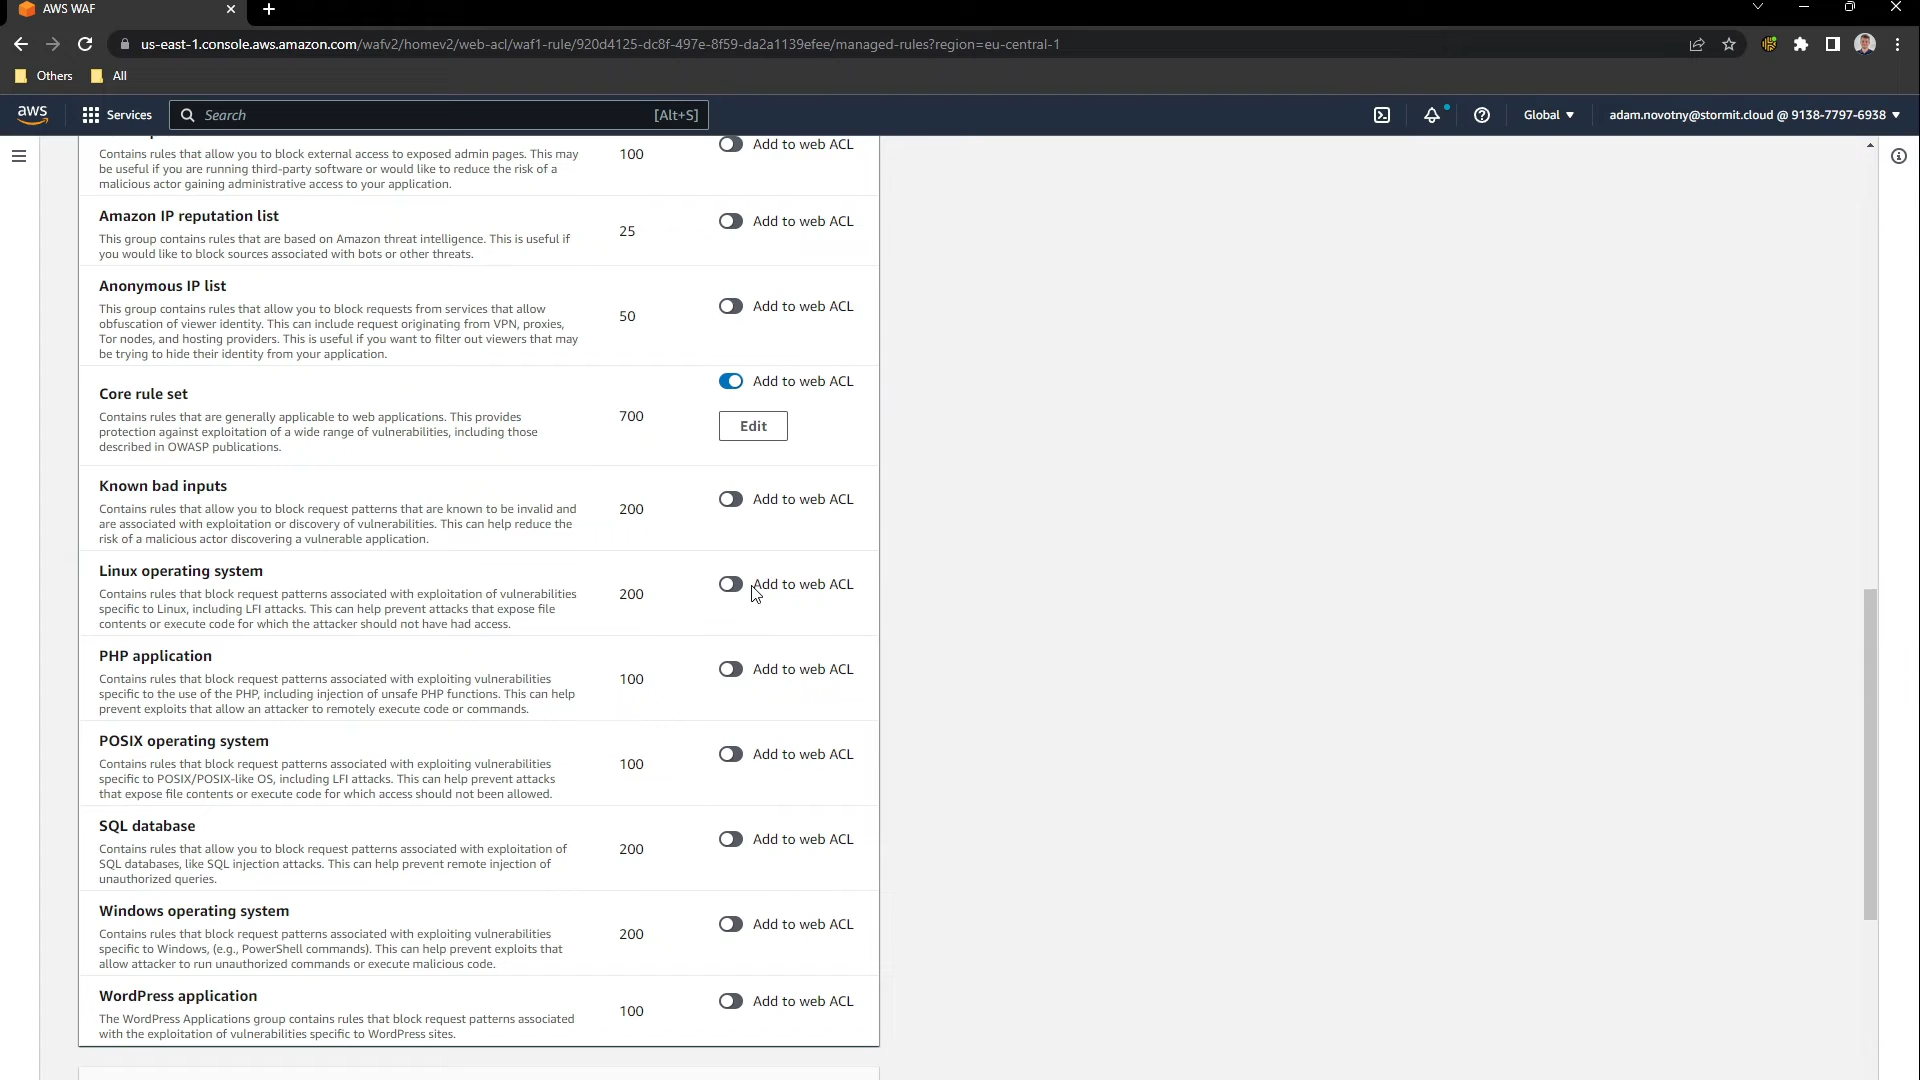 AWS WAF
us-east-1.console.aws.amazon.com/wafv2/homev2/web-acl/waf1-rule/920d4125-dc8f-497e-8f59-da2a1139efee/managed-rules?region=eu-central-1
Others
All
aws
Services
Search
[Alt+S]
Global
adam.novotny@stormit.cloud @ 9138-7797-6938
Contains rules that allow you to block external access to exposed admin pages. This may
be useful if you are running third-party software or would like to reduce the risk of a
malicious actor gaining administrative access to your application.
100
Add to web ACL
Amazon IP reputation list
This group contains rules that are based on Amazon threat intelligence. This is useful if
you would like to block sources associated with bots or other threats.
25
Add to web ACL
Anonymous IP list
This group contains rules that allow you to block requests from services that allow
obfuscation of viewer identity. This can include request originating from VPN, proxies,
Tor nodes, and hosting providers. This is useful if you want to filter out viewers that may
be trying to hide their identity from your application.
50
Add to web ACL
Core rule set
Contains rules that are generally applicable to web applications. This provides
protection against exploitation of a wide range of vulnerabilities, including those
described in OWASP publications.
700
Add to web ACL
Edit
Known bad inputs
Contains rules that allow you to block request patterns that are known to be invalid and
are associated with exploitation or discovery of vulnerabilities. This can help reduce the
risk of a malicious actor discovering a vulnerable application.
200
Add to web ACL
Linux operating system
Contains rules that block request patterns associated with exploitation of vulnerabilities
specific to Linux, including LFI attacks. This can help prevent attacks that expose file
contents or execute code for which the attacker should not have had access.
200
Add to web ACL
PHP application
Contains rules that block request patterns associated with exploiting vulnerabilities
specific to the use of the PHP, including injection of unsafe PHP functions. This can help
prevent exploits that allow an attacker to remotely execute code or commands.
100
Add to web ACL
POSIX operating system
Contains rules that block request patterns associated with exploiting vulnerabilities
specific to POSIX/POSIX-like OS, including LFI attacks. This can help prevent attacks
that expose file contents or execute code for which access should not been allowed.
100
Add to web ACL
SQL database
Contains rules that allow you to block request patterns associated with exploitation of
SQL databases, like SQL injection attacks. This can help prevent remote injection of
unauthorized queries.
200
Add to web ACL
Windows operating system
Contains rules that block request patterns associated with exploiting vulnerabilities
specific to Windows, (e.g., PowerShell commands). This can help prevent exploits that
allow attacker to run unauthorized commands or execute malicious code.
200
Add to web ACL
WordPress application
The WordPress Applications group contains rules that block request patterns associated
with the exploitation of vulnerabilities specific to WordPress sites.
100
Add to web ACL